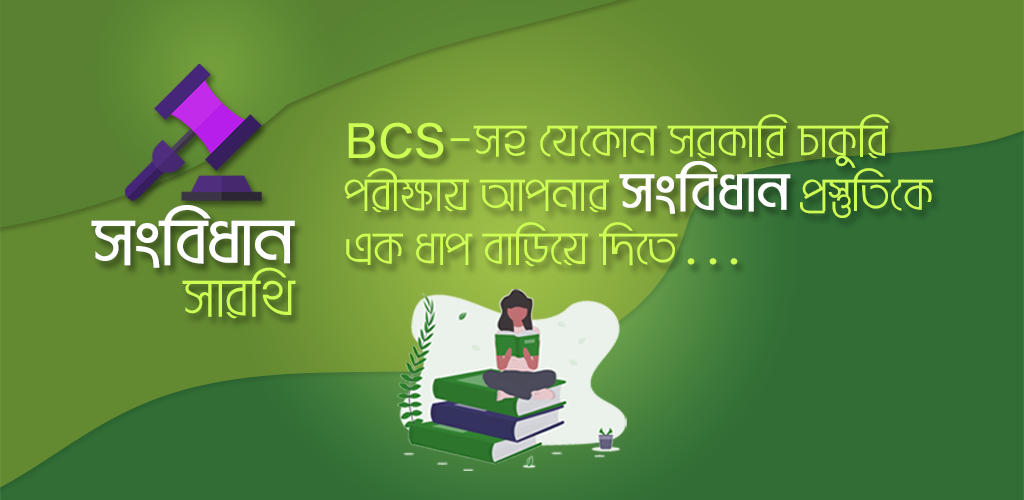 সংবিধান
সারথি
BCS-সহ যেকোন সরকারি চাকুরি
পরীক্ষায় আপনার সংবিধান প্রস্তুতিকে
এক ধাপ বাড়িয়ে দিতে...